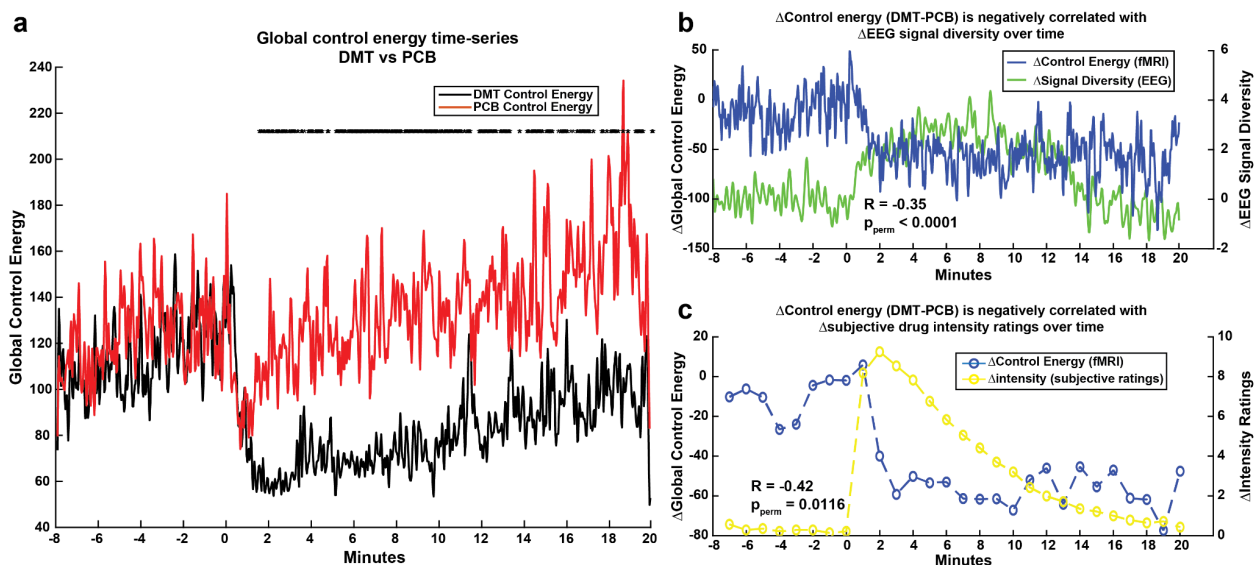 a
Global control energy time-series
DMT vs PCB
Global Control Energy
240
220
200
180
160
140
120
100
80
60
40
DMT Control Energy
PCB Control Energy
-8 -6 -4 -2 0 2 4 6 8 10 12 14 16 18 20
Minutes
b
ΔControl energy (DMT-PCB) is negatively correlated with
ΔEEG signal diversity over time
ΔGlobal Control Energy
50
0
-50
-100
-150
ΔControl Energy (fMRI)
ΔSignal Diversity (EEG)
R = -0.35
pperm < 0.0001
6
4
2
0
-2
ΔEEG Signal Diversity
-8 -6 -4 -2 0 2 4 6 8 10 12 14 16 18 20
Minutes
c
ΔControl energy (DMT-PCB) is negatively correlated with
Δsubjective drug intensity ratings over time
ΔGlobal Control Energy
20
0
-20
-40
-60
-80
ΔControl Energy (fMRI)
Δintensity (subjective ratings)
R = -0.42
pperm = 0.0116
10
8
6
4
2
0
ΔIntensity Ratings
-8 -6 -4 -2 0 2 4 6 8 10 12 14 16 18 20
Minutes